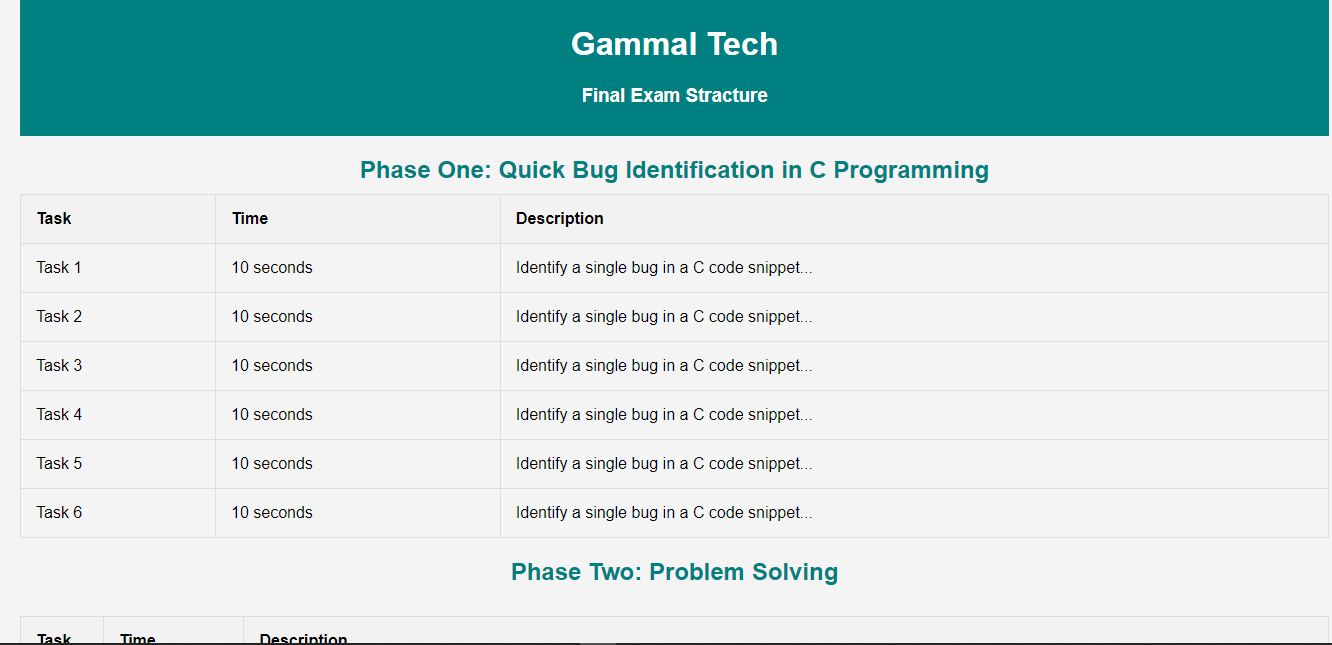 Gammal Tech
Final Exam Stracture
Phase One: Quick Bug Identification in C Programming
Task Time Description
Task 1 10 seconds Identify a single bug in a C code snippet...
Task 2 10 seconds Identify a single bug in a C code snippet...
Task 3 10 seconds Identify a single bug in a C code snippet...
Task 4 10 seconds Identify a single bug in a C code snippet...
Task 5 10 seconds Identify a single bug in a C code snippet...
Task 6 10 seconds Identify a single bug in a C code snippet...
Phase Two: Problem Solving
Task Time Description